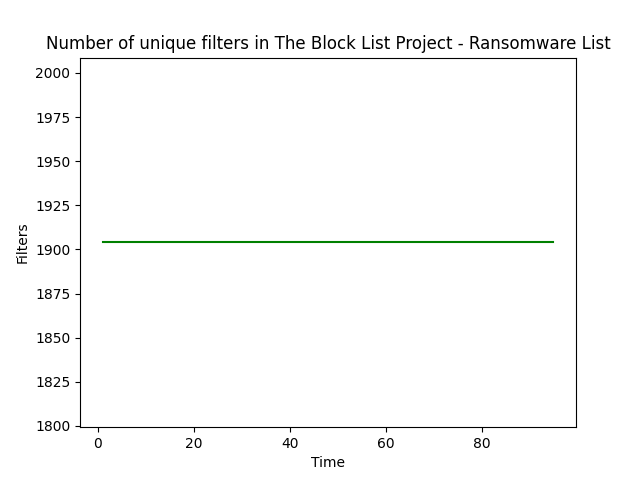 Number of unique filters in The Block List Project - Ransomware List
2000
1975
1950
1925
1900
1875
1850
1825
1800
Filters
0 20 40 60 80
Time